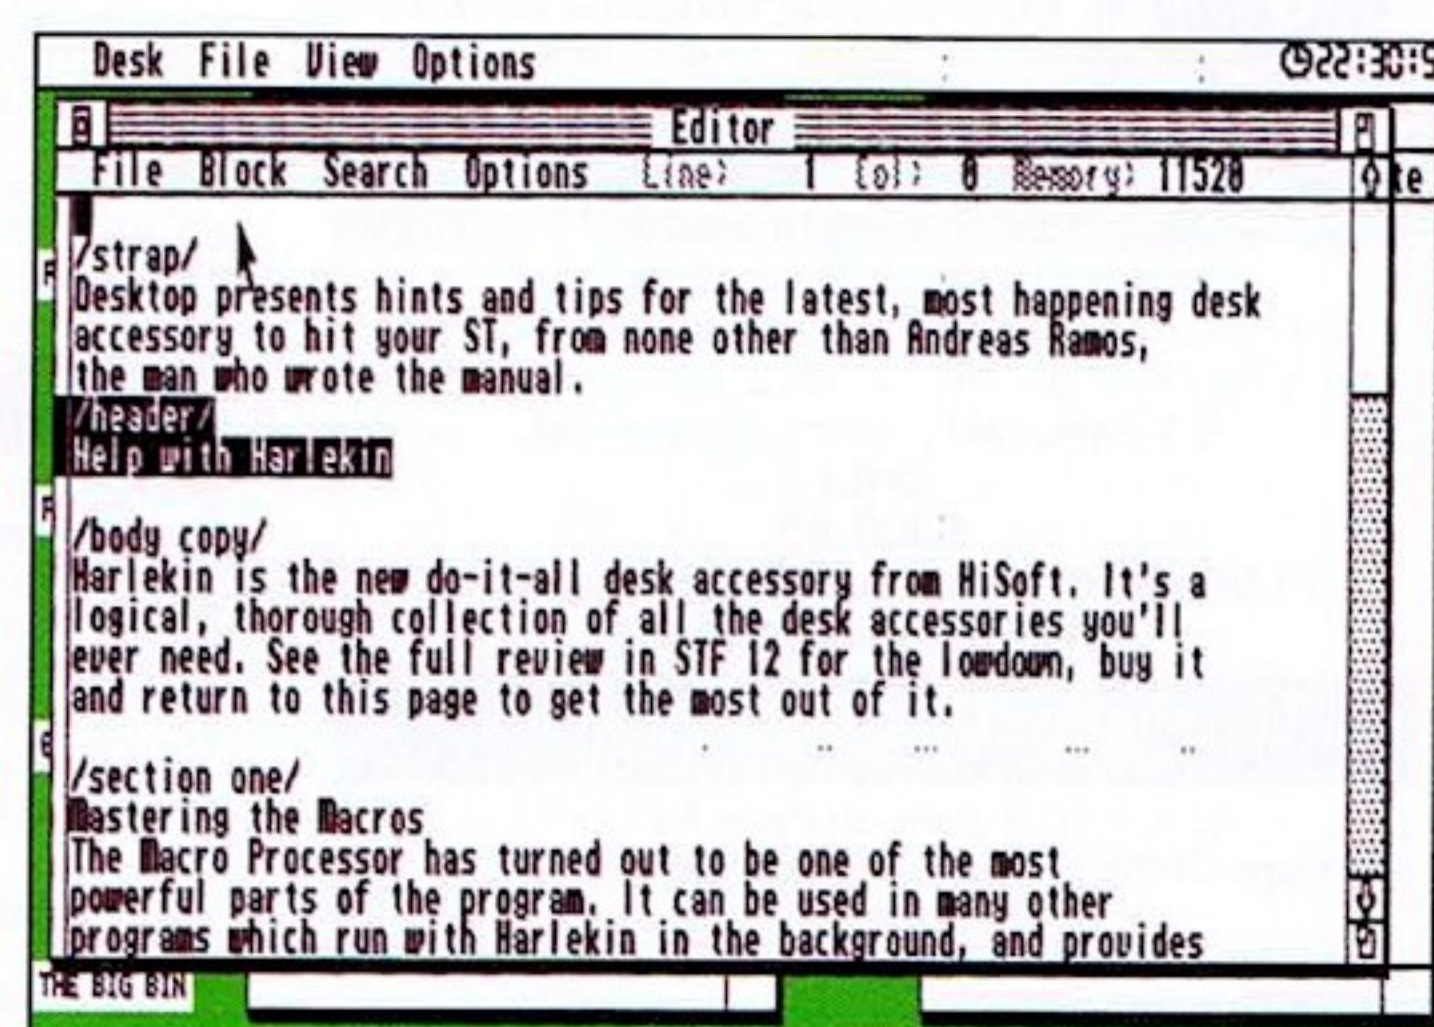 Desk File View Options 22:30:5
Editor
File Block Search Options Line: 1 Col: 0 Memory: 11520
te
/strap/
Desktop presents hints and tips for the latest, most happening desk
accessory to hit your ST, from none other than Andreas Ramos,
the man who wrote the manual.
/header/
Help with Harlekin
/body copy/
Harlekin is the new do-it-all desk accessory from HiSoft. It's a
logical, thorough collection of all the desk accessories you'll
ever need. See the full review in STF 12 for the lowdown, buy it
and return to this page to get the most out of it.
/section one/
Mastering the Macros
The Macro Processor has turned out to be one of the most
powerful parts of the program. It can be used in many other
programs which run with Harlekin in the background, and provides
THE BIG BIN